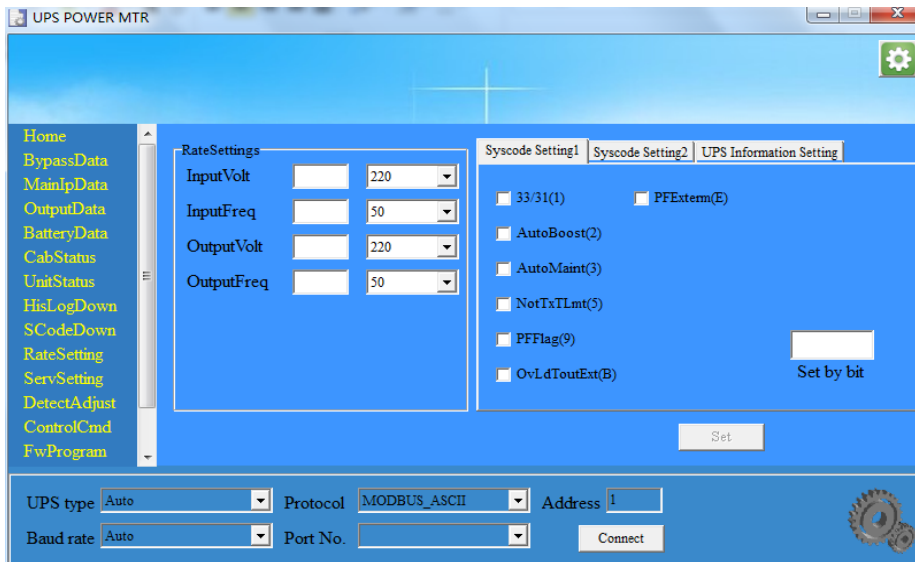 UPS POWER MTR
Home
BypassData
MainIpData
OutputData
BatteryData
CabStatus
UnitStatus
HisLogDown
SCodeDown
RateSetting
ServSetting
DetectAdjust
ControlCmd
FwProgram
RateSettings
InputVolt 220
InputFreq 50
OutputVolt 220
OutputFreq 50
Syscode Setting1 Syscode Setting2 UPS Information Setting
33/31(1) PFExterm(E)
AutoBoost(2)
AutoMaint(3)
NotTxTLmt(5)
PFFlag(9)
OvLdToutExt(B)
Set by bit
Set
UPS type Auto Protocol MODBUS_ASCII Address 1
Baud rate Auto Port No. Connect